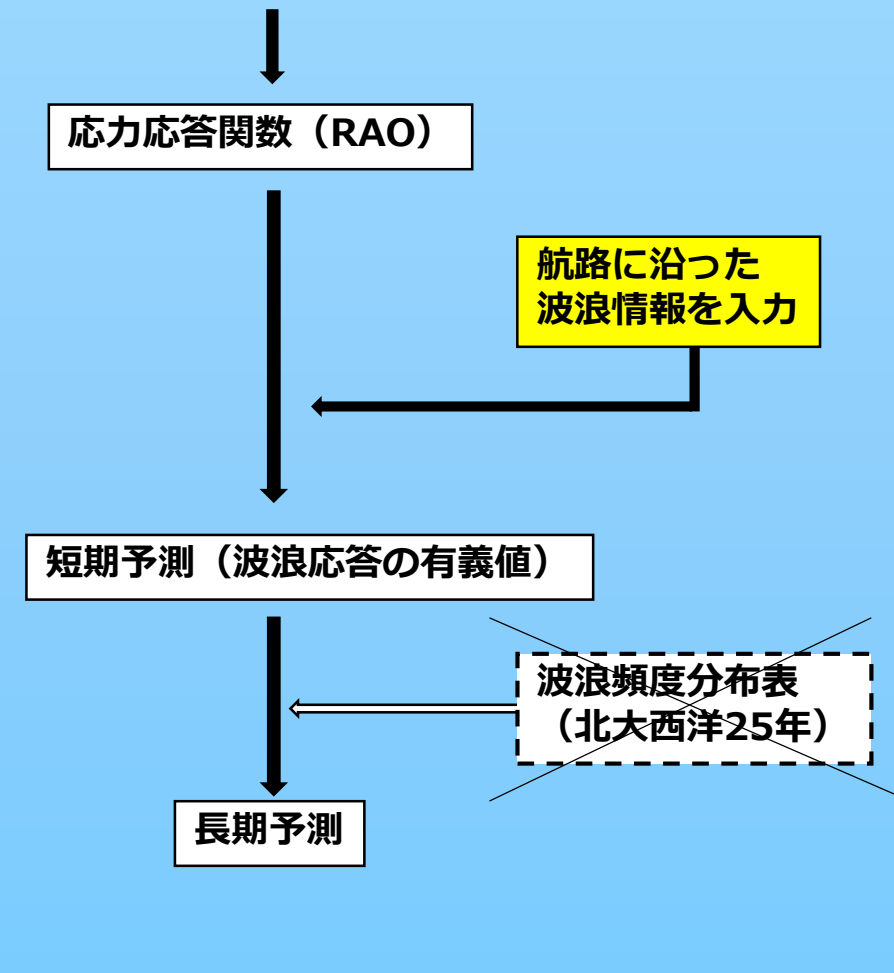 応力応答関数（RAO）
航路に沿った
波浪情報を入力
短期予測（波浪応答の有義値）
波浪頻度分布表
（北大西洋25年）
長期予測